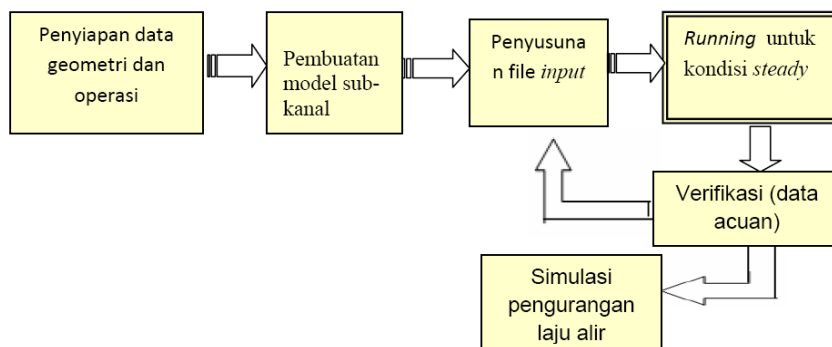 Penyiapan data
geometri dan
operasi
Pembuatan
model sub-
kanal
Penyusuna
n file input
Running untuk
kondisi steady
Verifikasi (data
acuan)
Simulasi
pengurangan
laju alir